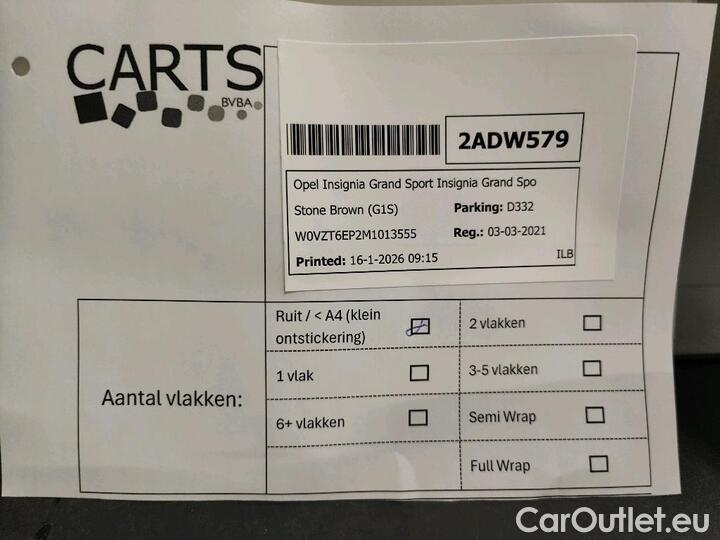 CARTS
BVBA
2ADW579
Opel Insignia Grand Sport Insignia Grand Spo
Stone Brown (G1S) Parking: D332
W0VZT6EP2M1013555 Reg.: 03-03-2021
Printed: 16-1-2026 09:15 ILB
Aantal vlakken:
Ruit / < A4 (klein
ontstickering)
2 vlakken
1 vlak
3-5 vlakken
6+ vlakken
Semi Wrap
Full Wrap
CarOutlet.eu